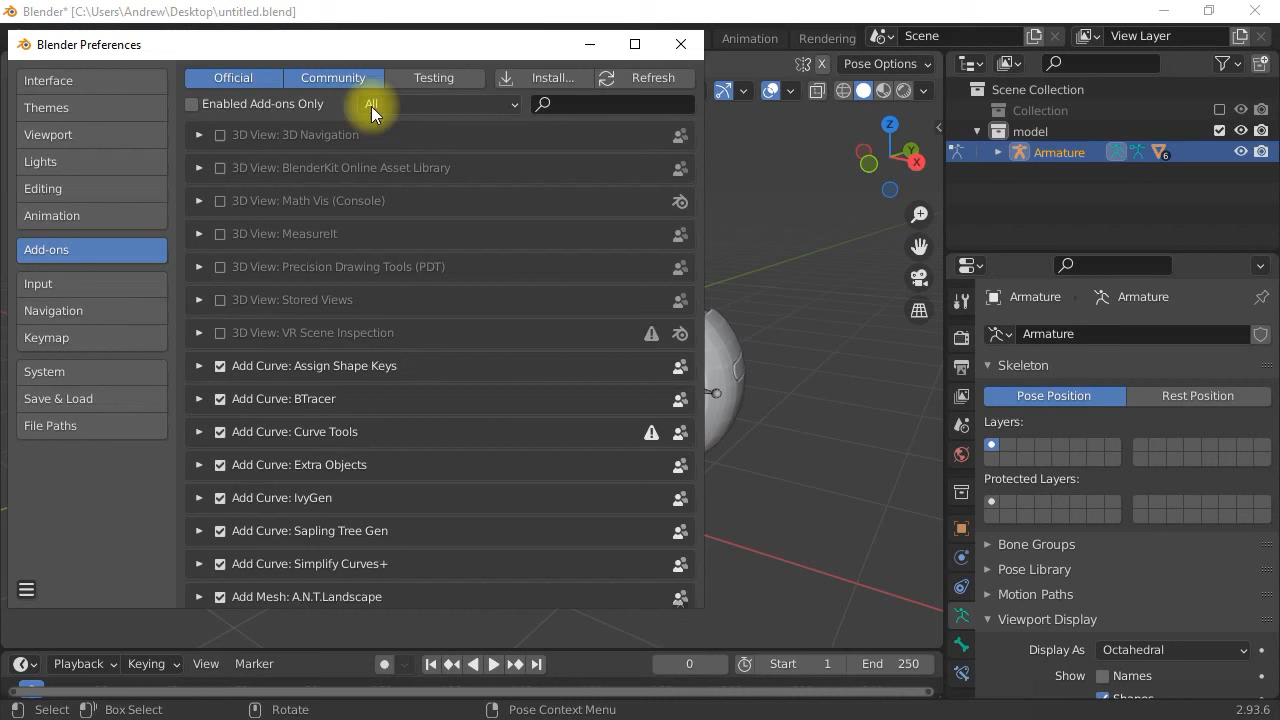 Blender* [C:\Users\Andrew\Desktop\untitled.blend]
Blender Preferences
Animation
Rendering
Scene
View Layer
Interface
Themes
Viewport
Lights
Editing
Animation
Add-ons
Input
Navigation
Keymap
System
Save & Load
File Paths
Official
Community
Testing
Install...
Refresh
Enabled Add-ons Only
All
3D View: 3D Navigation
3D View: BlenderKit Online Asset Library
3D View: Math Vis (Console)
3D View: MeasureIt
3D View: Precision Drawing Tools (PDT)
3D View: Stored Views
3D View: VR Scene Inspection
Add Curve: Assign Shape Keys
Add Curve: BTracer
Add Curve: Curve Tools
Add Curve: Extra Objects
Add Curve: IvyGen
Add Curve: Sapling Tree Gen
Add Curve: Simplify Curves+
Add Mesh: A.N.T.Landscape
X
Pose Options
Z
Y
X
Scene Collection
Collection
model
Armature
6
Armature
Armature
Armature
Skeleton
Pose Position
Rest Position
Layers:
Protected Layers:
Bone Groups
Pose Library
Motion Paths
Viewport Display
Display As
Octahedral
Show
Names
Shapes
Playback
Keying
View
Marker
0
Start
1
End
250
Select
Box Select
Rotate
Pose Context Menu
2.93.6